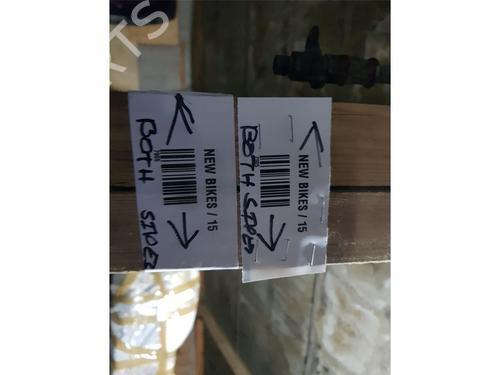 NEW BIKES / 15
BOTH SIDES
NEW BIKES / 15
BOTH SIDES